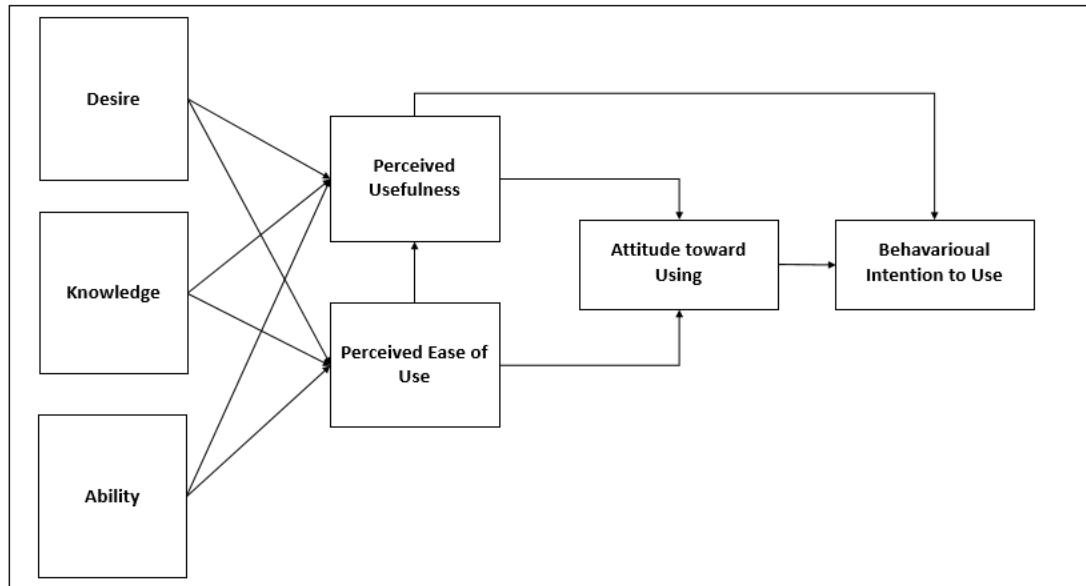 Desire
Perceived
Usefulness
Knowledge
Attitude toward
Using
Behavarioual
Intention to Use
Perceived Ease of
Use
Ability